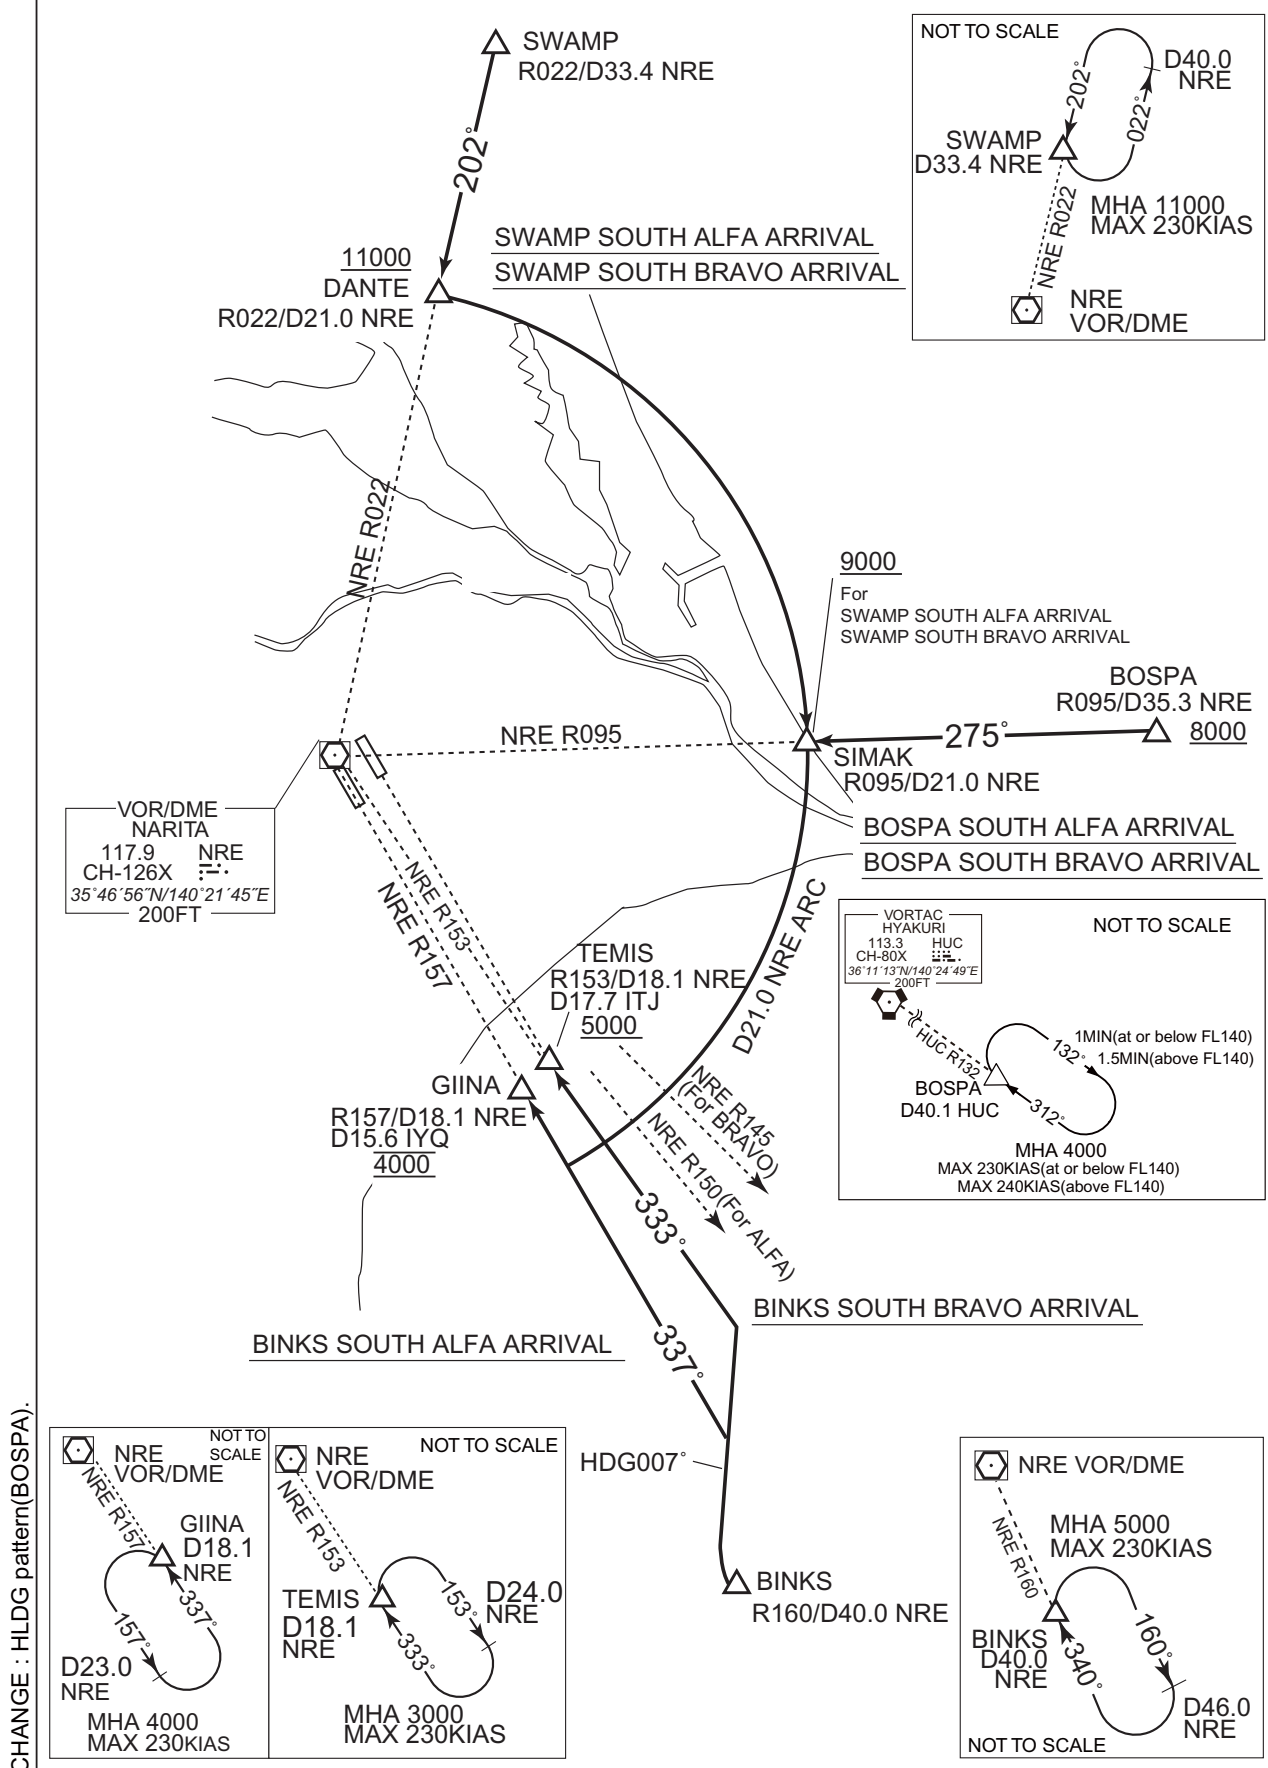 SWAMP
R022/D33.4 NRE
202°
NOT TO SCALE
D40.0
NRE
202°
022°
SWAMP
D33.4 NRE
NRE R022
MHA 11000
MAX 230KIAS
NRE
VOR/DME
SWAMP SOUTH ALFA ARRIVAL
SWAMP SOUTH BRAVO ARRIVAL
11000
DANTE
R022/D21.0 NRE
NRE R022
9000
For
SWAMP SOUTH ALFA ARRIVAL
SWAMP SOUTH BRAVO ARRIVAL
BOSPA
R095/D35.3 NRE
8000
275°
NRE R095
SIMAK
R095/D21.0 NRE
BOSPA SOUTH ALFA ARRIVAL
BOSPA SOUTH BRAVO ARRIVAL
VOR/DME
NARITA
117.9 NRE
CH-126X
35°46´56˝N/140°21´45˝E
200FT
NRE R153
NRE R157
D21.0 NRE ARC
TEMIS
R153/D18.1 NRE
D17.7 ITJ
5000
GIINA
R157/D18.1 NRE
D15.6 IYQ
4000
NRE R145
(For BRAVO)
NRE R150(For ALFA)
VORTAC
HYAKURI
113.3 HUC
CH-80X
36°11´13˝N/140°24´49˝E
200FT
NOT TO SCALE
HUC R132
132°
1MIN(at or below FL140)
1.5MIN(above FL140)
BOSPA
D40.1 HUC
312°
MHA 4000
MAX 230KIAS(at or below FL140)
MAX 240KIAS(above FL140)
333°
337°
BINKS SOUTH BRAVO ARRIVAL
BINKS SOUTH ALFA ARRIVAL
HDG007°
BINKS
R160/D40.0 NRE
NOT TO
SCALE
NRE
VOR/DME
NRE R157
GIINA
D18.1
NRE
337°
157°
D23.0
NRE
MHA 4000
MAX 230KIAS
NOT TO SCALE
NRE
VOR/DME
NRE R153
TEMIS
D18.1
NRE
153°
333°
D24.0
NRE
MHA 3000
MAX 230KIAS
NRE VOR/DME
NRE R160
MHA 5000
MAX 230KIAS
BINKS
D40.0
NRE
160°
340°
D46.0
NRE
NOT TO SCALE
CHANGE : HLDG pattern(BOSPA).